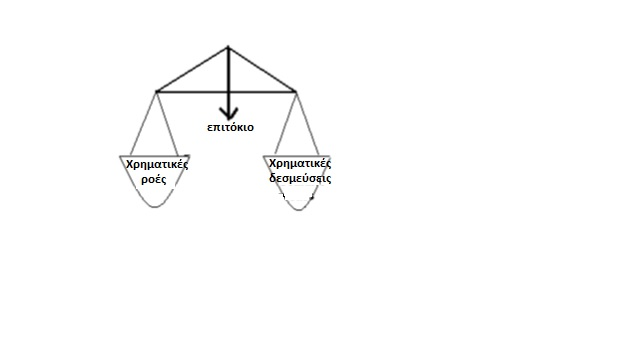 επιτόκιο
Χρηματικές
ροές
Χρηματικές
δεσμεύσεις